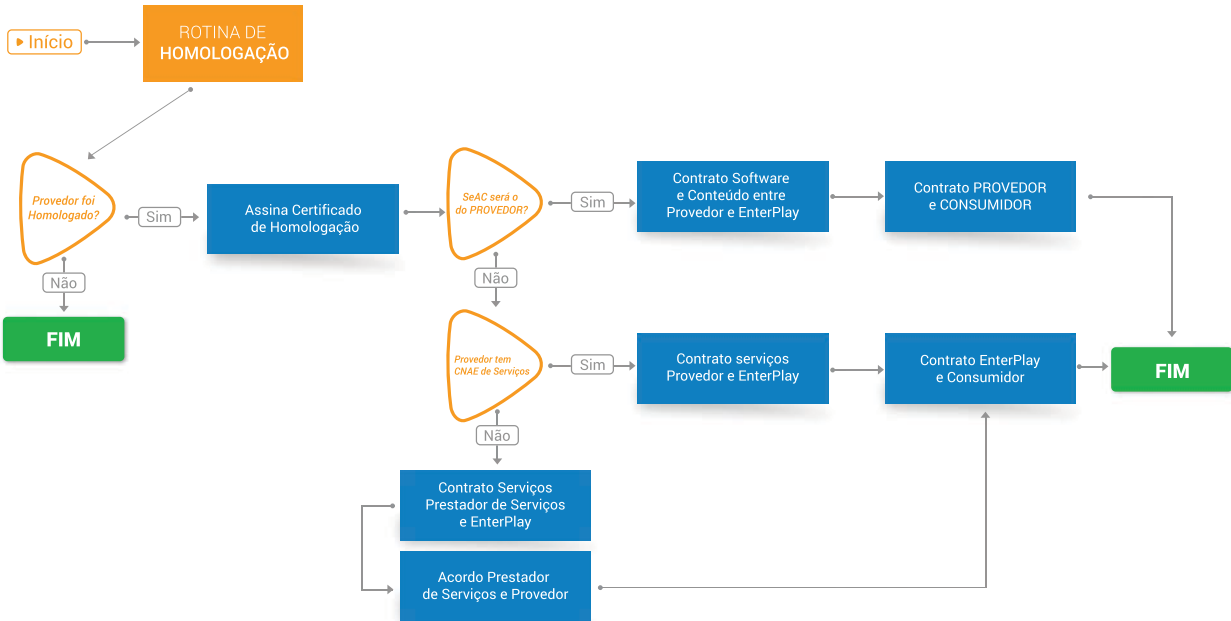 Início
ROTINA DE
HOMOLOGAÇÃO
Provedor foi
Homologado?
Sim
Não
FIM
Assina Certificado
de Homologação
SeAC será o
do PROVEDOR?
Sim
Contrato Software
e Conteúdo entre
Provedor e EnterPlay
Contrato PROVEDOR
e CONSUMIDOR
Não
Provedor tem
CNAE de Serviços
Sim
Contrato serviços
Provedor e EnterPlay
Contrato EnterPlay
e Consumidor
FIM
Não
Contrato Serviços
Prestador de Serviços
e EnterPlay
Acordo Prestador
de Serviços e Provedor